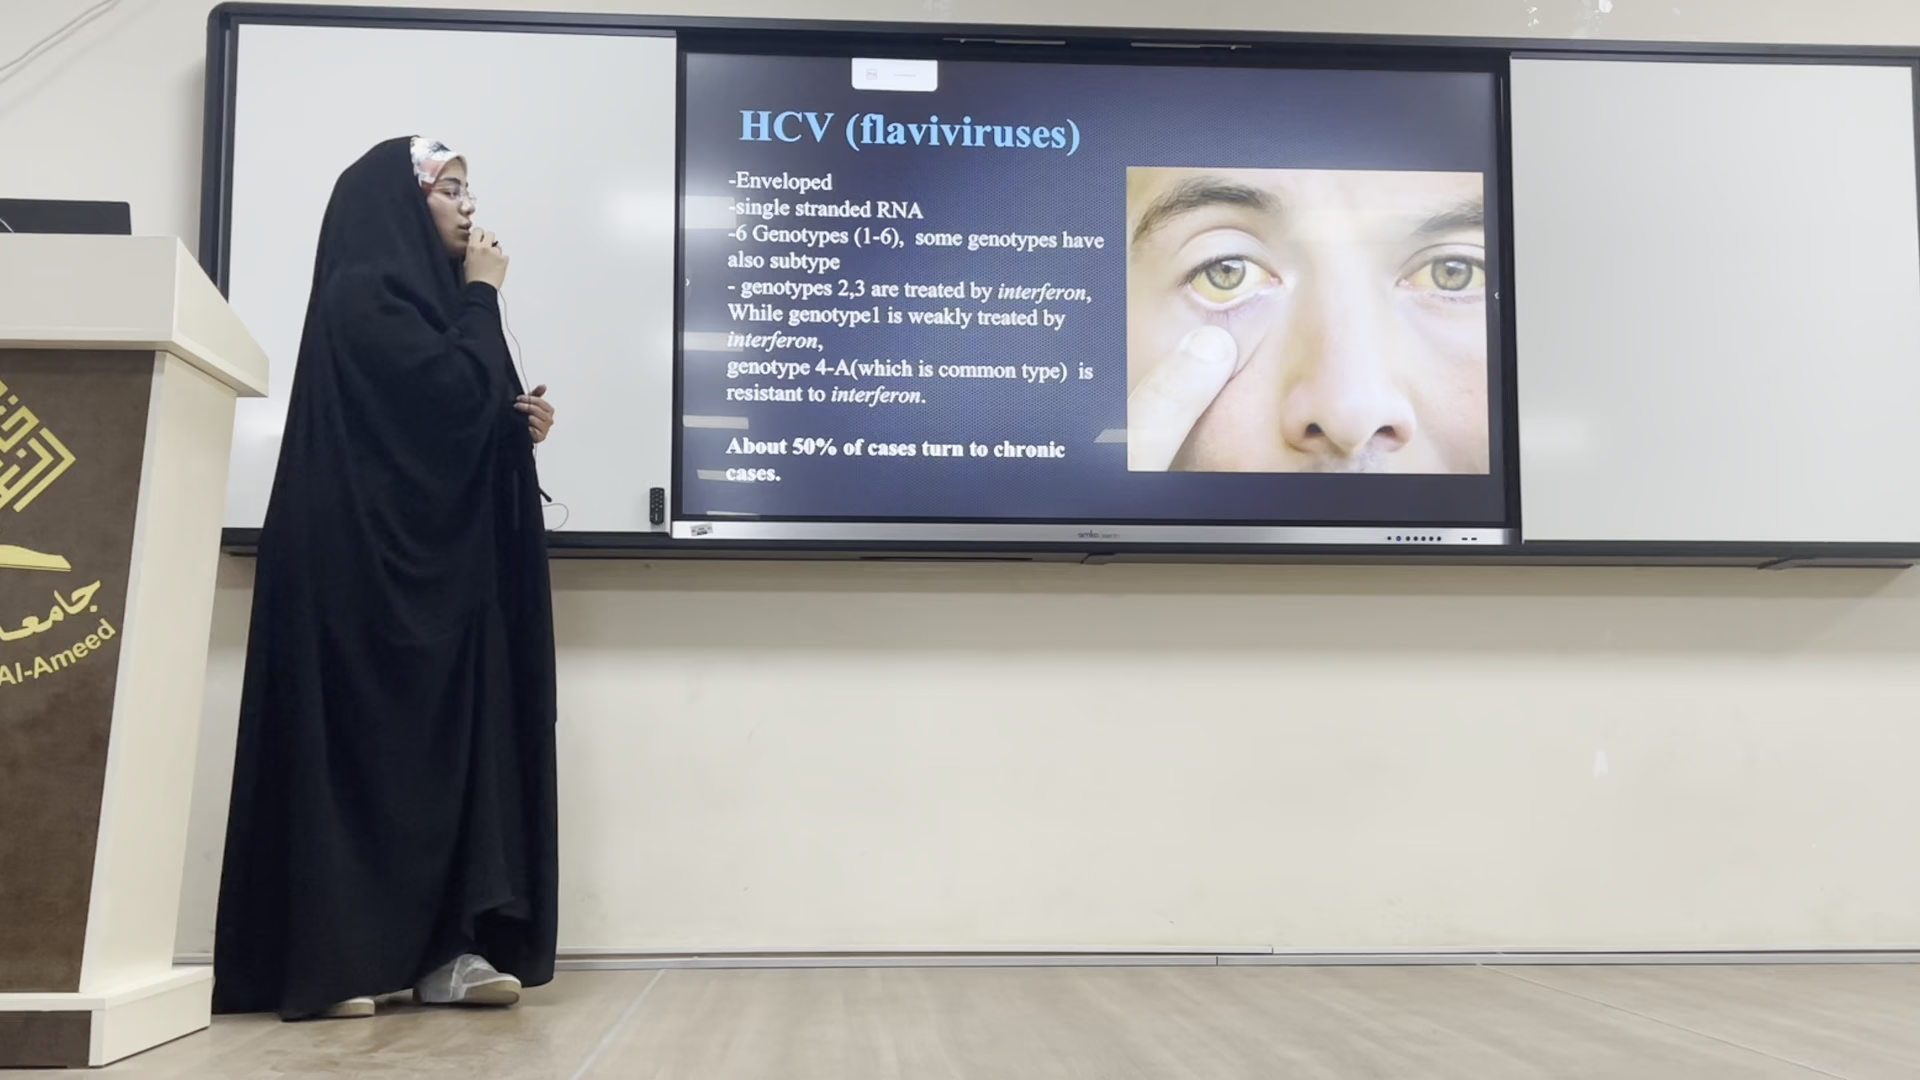 HCV (flaviviruses)
-Enveloped
-single stranded RNA
-6 Genotypes (1-6),  some genotypes have
also subtype
- genotypes 2,3 are treated by interferon,
While genotype1 is weakly treated by
interferon,
genotype 4-A(which is common type)  is
resistant to interferon.
About 50% of cases turn to chronic
cases.
جامعة
Al-Ameed